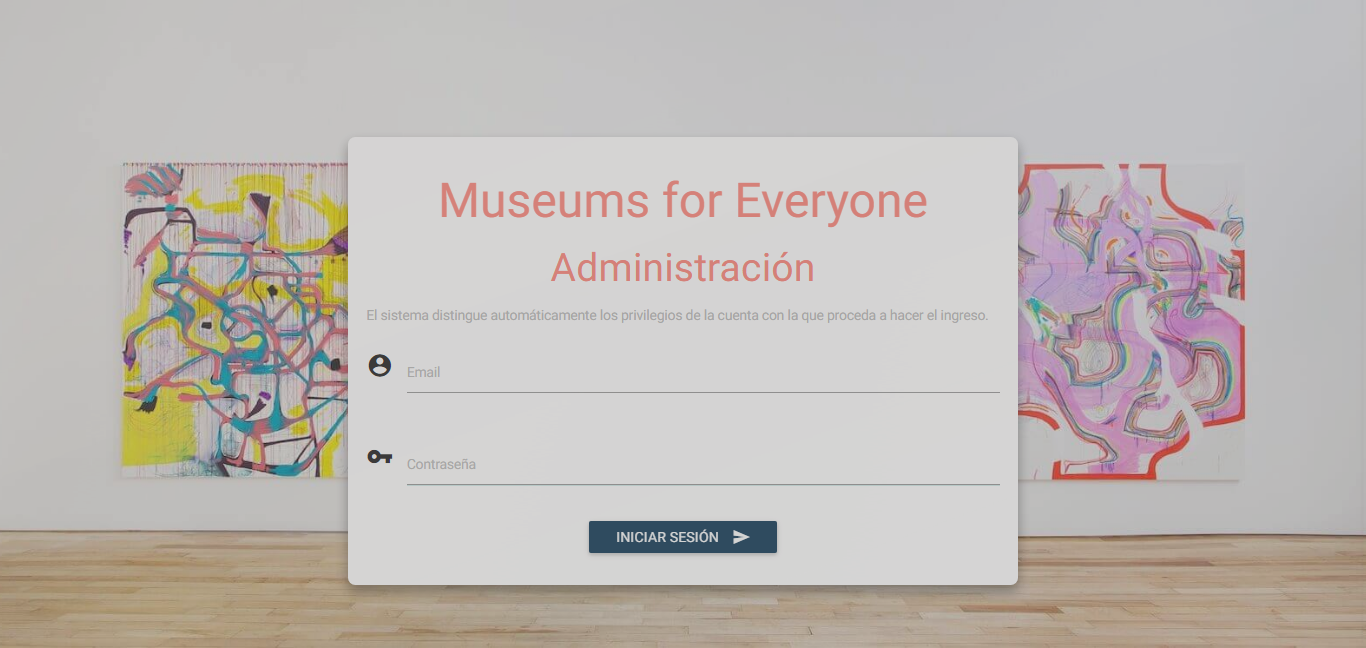 Museums for Everyone
Administración
El sistema distingue automáticamente los privilegios de la cuenta con la que proceda a hacer el ingreso.
Email
Contraseña
INICIAR SESIÓN